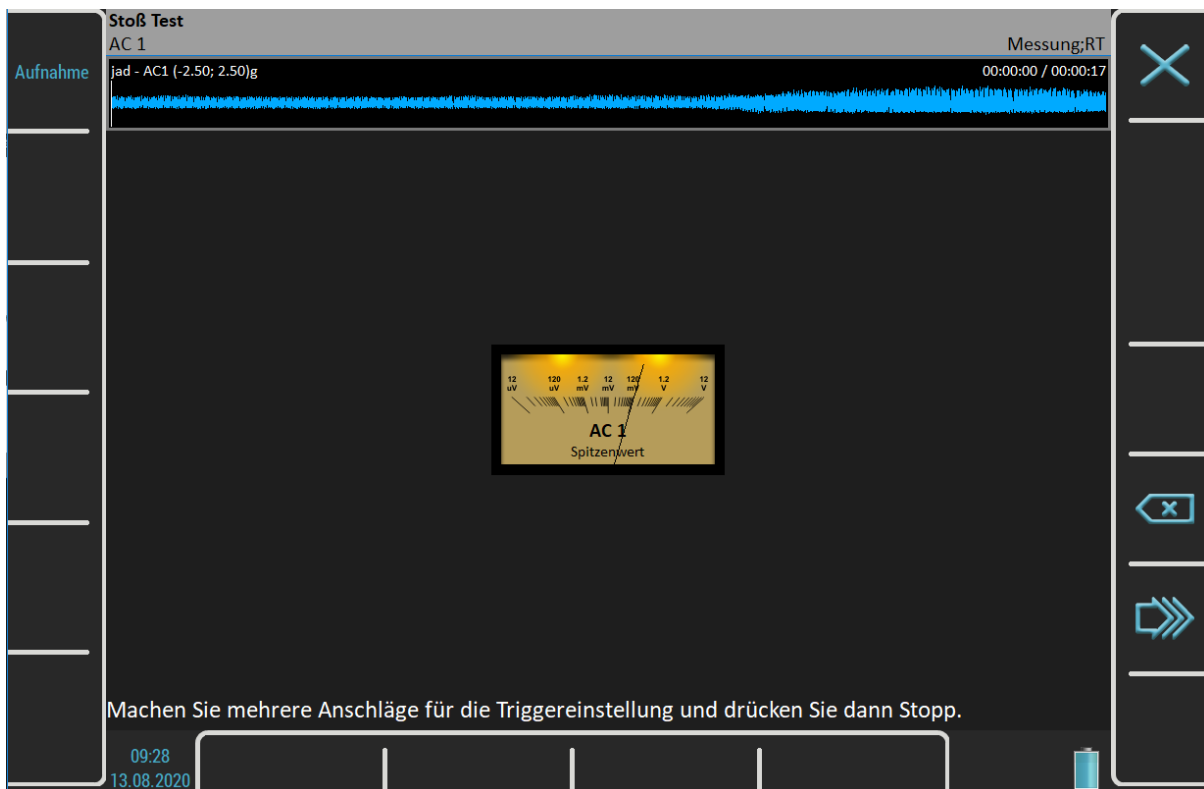 Stoß Test
AC 1
Messung;RT
Aufnahme
jad - AC1 (-2.50; 2.50)g
00:00:00 / 00:00:17
12 120 1.2 12 120 1.2 12
uV uV mV mV mV V V
AC 1
Spitzenwert
Machen Sie mehrere Anschläge für die Triggereinstellung und drücken Sie dann Stopp.
09:28
13.08.2020